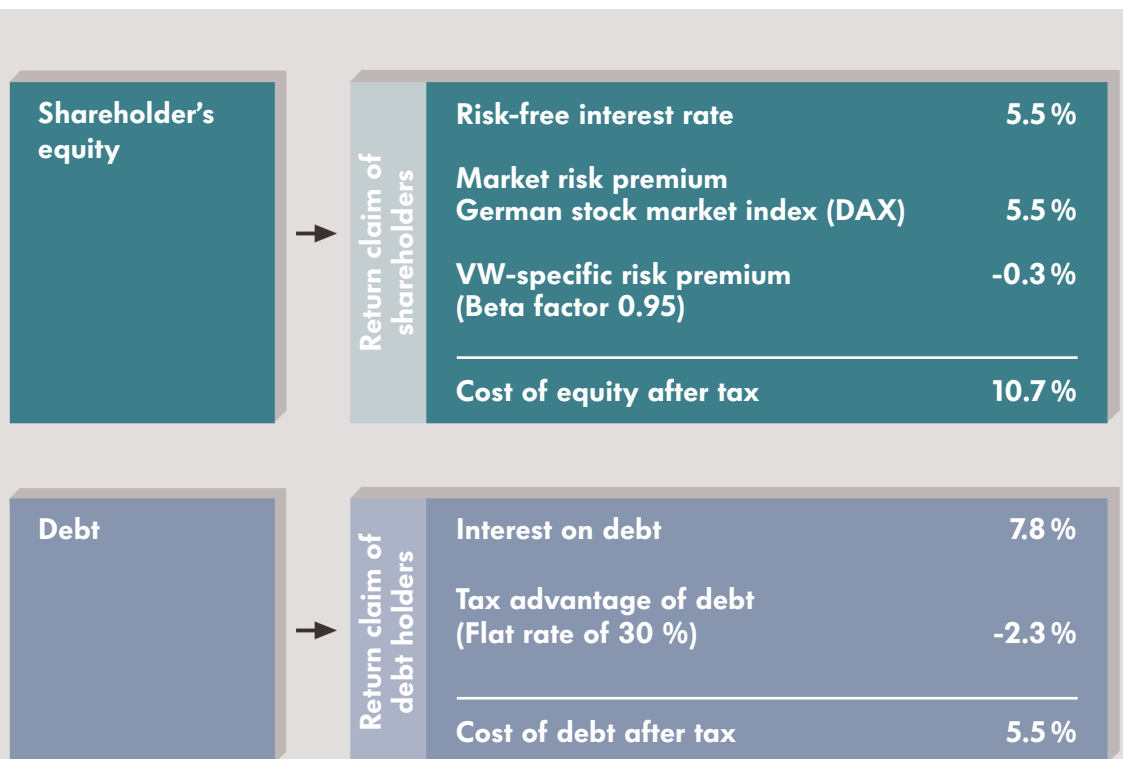 Shareholder’s
equity
Return claim of
shareholders
Risk-free interest rate 5.5 %
Market risk premium
German stock market index (DAX) 5.5 %
VW-specific risk premium -0.3 %
(Beta factor 0.95)
Cost of equity after tax 10.7 %
Debt
Return claim of
debt holders
Interest on debt 7.8 %
Tax advantage of debt
(Flat rate of 30 %) -2.3 %
Cost of debt after tax 5.5 %